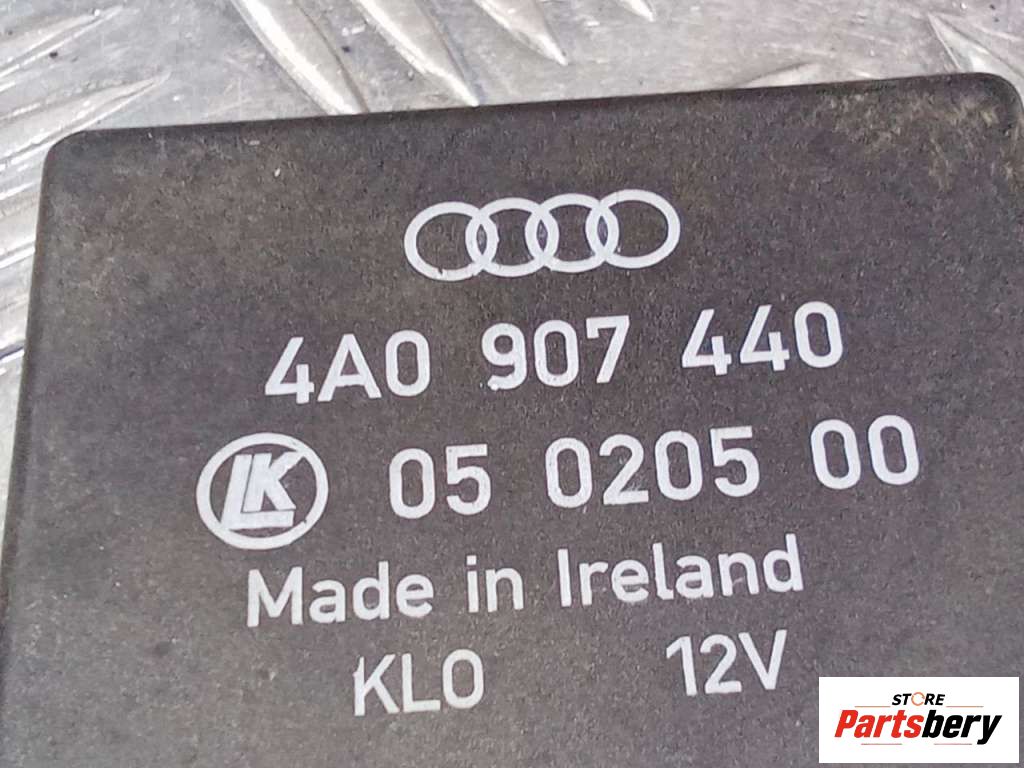 4A0 907 440
LK 05 0205 00
Made in Ireland
KLO 12V
STORE
Partsbery